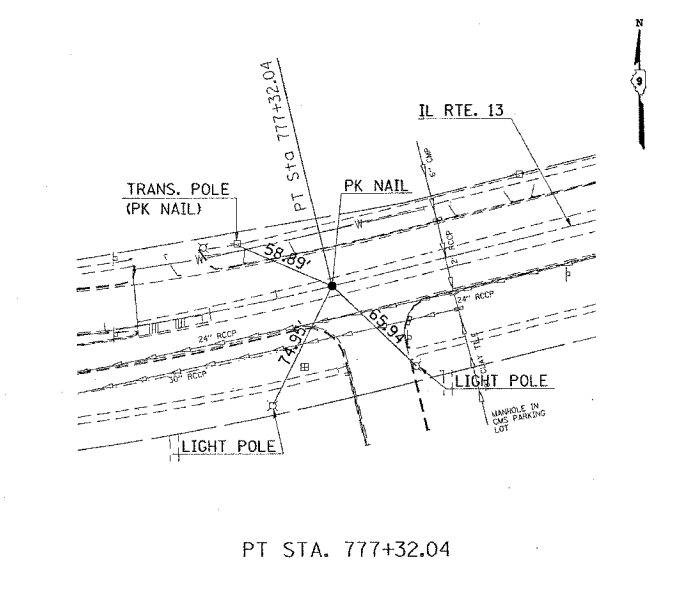 N
9
PT Sta 777+32.04
IL RTE. 13
6" CMP
TRANS. POLE
(PK NAIL)
PK NAIL
58.89'
RCCP
24" RCCP
65.94'
24" RCCP
74.95'
30" RCCP
CLAY TILE
LIGHT POLE
MANHOLE IN
CMS PARKING
LOT
LIGHT POLE
PT STA. 777+32.04